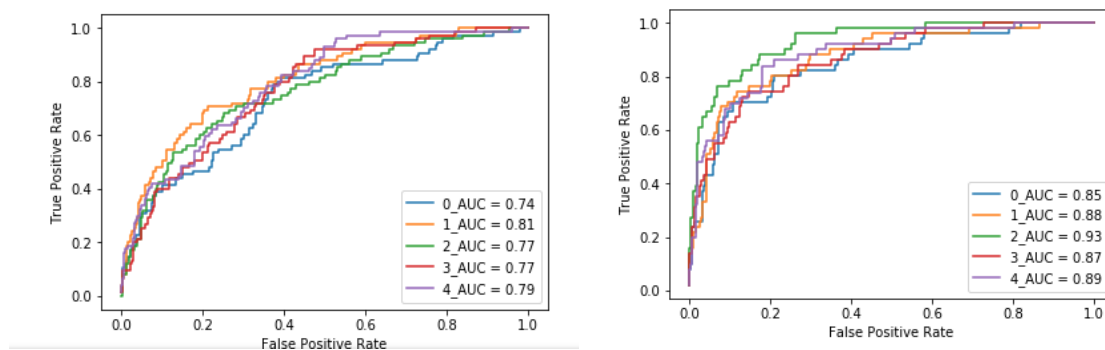 1.0
0.8
0.6
0.4
0.2
0.0
True Positive Rate
0_AUC = 0.74
1_AUC = 0.81
2_AUC = 0.77
3_AUC = 0.77
4_AUC = 0.79
0.0 0.2 0.4 0.6 0.8 1.0
False Positive Rate
1.0
0.8
0.6
0.4
0.2
0.0
True Positive Rate
0_AUC = 0.85
1_AUC = 0.88
2_AUC = 0.93
3_AUC = 0.87
4_AUC = 0.89
0.0 0.2 0.4 0.6 0.8 1.0
False Positive Rate